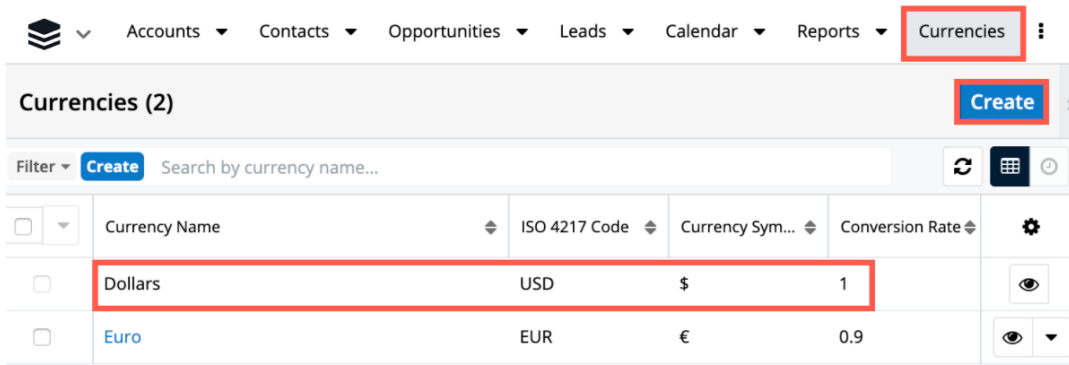 Accounts Contacts Opportunities Leads Calendar Reports Currencies
Currencies (2) Create
Filter Create Search by currency name...
Currency Name ISO 4217 Code Currency Sym... Conversion Rate
Dollars USD $ 1
Euro EUR € 0.9